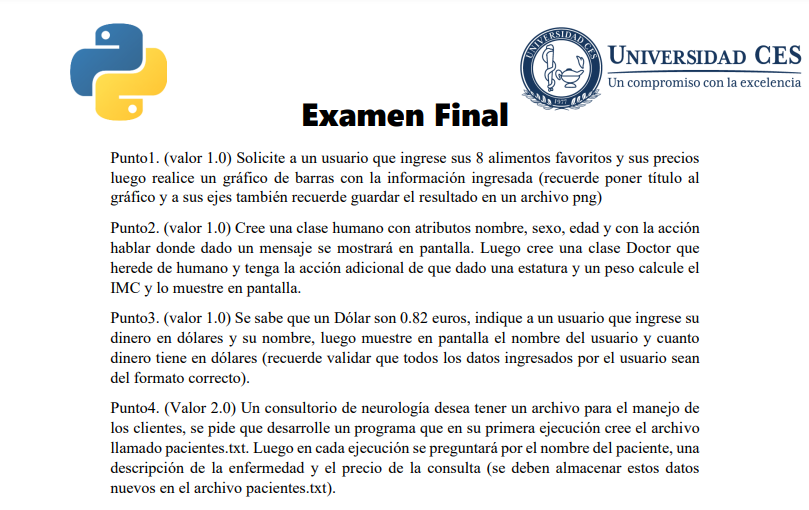 UNIVERSIDAD CES
1977
UNIVERSIDAD CES
Un compromiso con la excelencia
Examen Final
Punto1. (valor 1.0) Solicite a un usuario que ingrese sus 8 alimentos favoritos y sus precios
luego realice un gráfico de barras con la información ingresada (recuerde poner título al
gráfico y a sus ejes también recuerde guardar el resultado en un archivo png)
Punto2. (valor 1.0) Cree una clase humano con atributos nombre, sexo, edad y con la acción
hablar donde dado un mensaje se mostrará en pantalla. Luego cree una clase Doctor que
herede de humano y tenga la acción adicional de que dado una estatura y un peso calcule el
IMC y lo muestre en pantalla.
Punto3. (valor 1.0) Se sabe que un Dólar son 0.82 euros, indique a un usuario que ingrese su
dinero en dólares y su nombre, luego muestre en pantalla el nombre del usuario y cuanto
dinero tiene en dólares (recuerde validar que todos los datos ingresados por el usuario sean
del formato correcto).
Punto4. (Valor 2.0) Un consultorio de neurología desea tener un archivo para el manejo de
los clientes, se pide que desarrolle un programa que en su primera ejecución cree el archivo
llamado pacientes.txt. Luego en cada ejecución se preguntará por el nombre del paciente, una
descripción de la enfermedad y el precio de la consulta (se deben almacenar estos datos
nuevos en el archivo pacientes.txt).